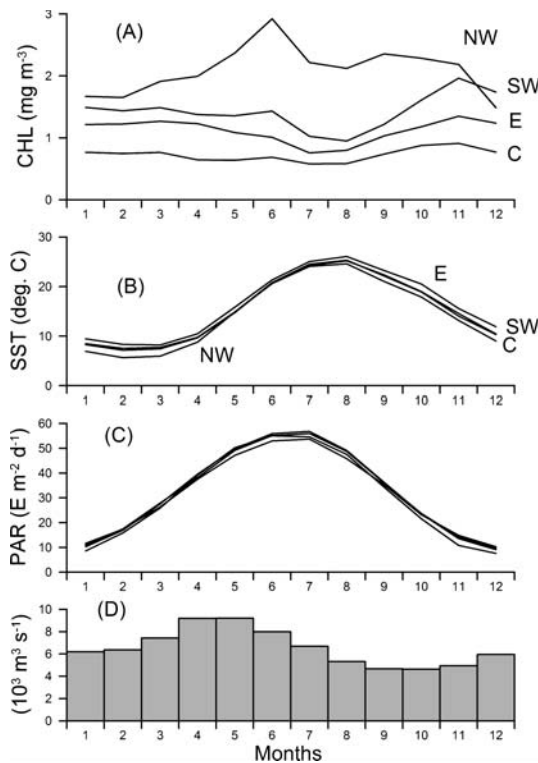 (A)
NW
SW
E
C
CHL (mg m-3)
3
2
1
0
1 2 3 4 5 6 7 8 9 10 11 12
(B)
E
SW
C
NW
SST (deg. C)
30
20
10
0
1 2 3 4 5 6 7 8 9 10 11 12
(C)
PAR (E m-2 d-1)
60
50
40
30
20
10
0
1 2 3 4 5 6 7 8 9 10 11 12
(D)
(10³ m³ s-1)
10
8
6
4
2
0
1 2 3 4 5 6 7 8 9 10 11 12
Months